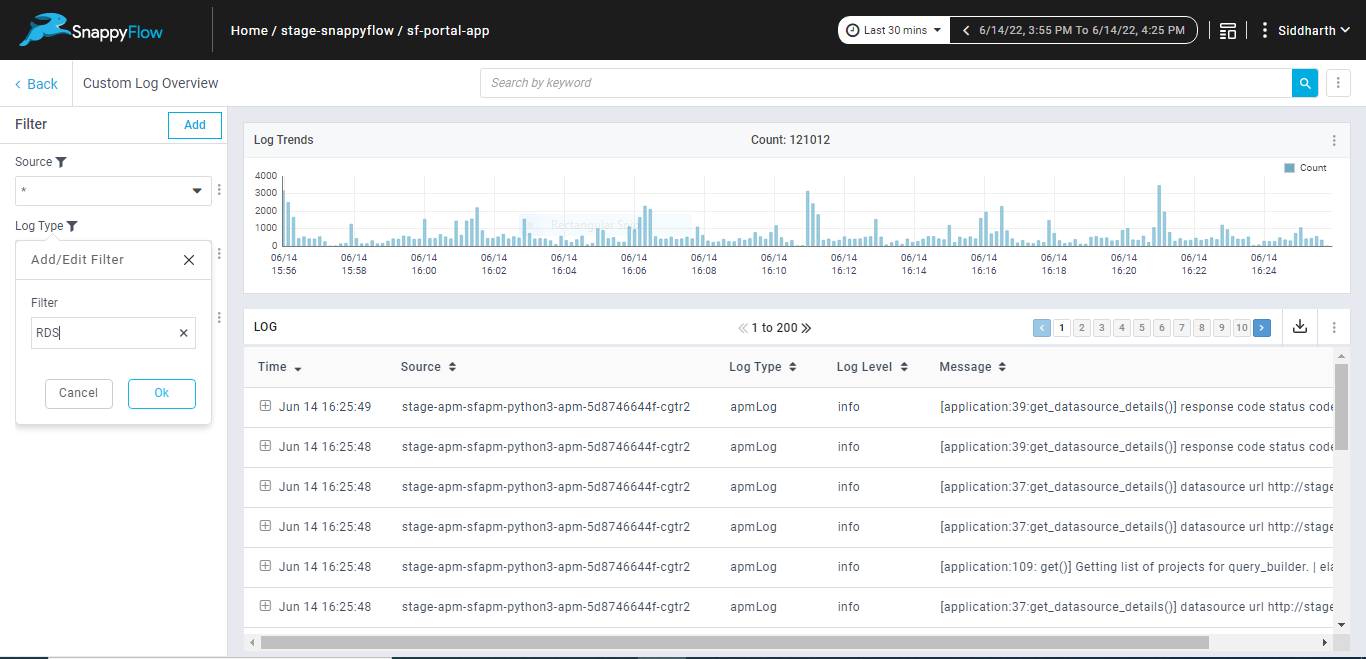 SnappyFlow
Home / stage-snappyflow / sf-portal-app
Last 30 mins
6/14/22, 3:55 PM To 6/14/22, 4:25 PM
Siddharth
Back
Custom Log Overview
Search by keyword
Filter
Add
Source
*
Log Type
Add/Edit Filter
Filter
RDS
Cancel
Ok
Log Trends
Count: 121012
Count
4000
3000
2000
1000
0
06/14 15:56
06/14 15:58
06/14 16:00
06/14 16:02
06/14 16:04
06/14 16:06
06/14 16:08
06/14 16:10
06/14 16:12
06/14 16:14
06/14 16:16
06/14 16:18
06/14 16:20
06/14 16:22
06/14 16:24
LOG
1 to 200
1 2 3 4 5 6 7 8 9 10
Time Source Log Type Log Level Message
Jun 14 16:25:49 stage-apm-sfapm-python3-apm-5d8746644f-cgtr2 apmLog info [application:39:get_datasource_details()] response code status code
Jun 14 16:25:48 stage-apm-sfapm-python3-apm-5d8746644f-cgtr2 apmLog info [application:39:get_datasource_details()] response code status code
Jun 14 16:25:48 stage-apm-sfapm-python3-apm-5d8746644f-cgtr2 apmLog info [application:37:get_datasource_details()] datasource url http://stage
Jun 14 16:25:48 stage-apm-sfapm-python3-apm-5d8746644f-cgtr2 apmLog info [application:37:get_datasource_details()] datasource url http://stage
Jun 14 16:25:48 stage-apm-sfapm-python3-apm-5d8746644f-cgtr2 apmLog info [application:109: get()] Getting list of projects for query_builder. | ela
Jun 14 16:25:48 stage-apm-sfapm-python3-apm-5d8746644f-cgtr2 apmLog info [application:37:get_datasource_details()] datasource url http://stage